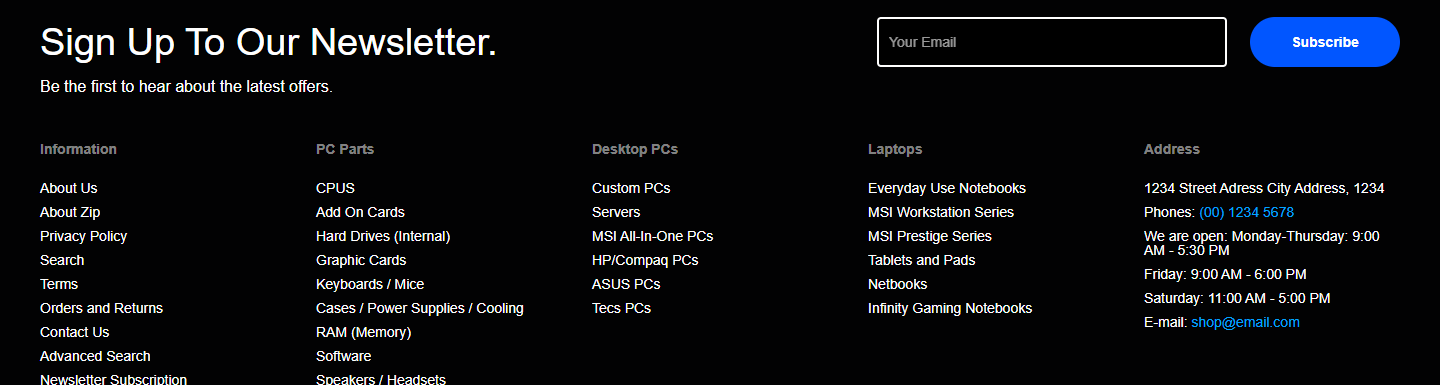 Sign Up To Our Newsletter.
Be the first to hear about the latest offers.
Your Email
Subscribe
Information
About Us
About Zip
Privacy Policy
Search
Terms
Orders and Returns
Contact Us
Advanced Search
Newsletter Subscription
PC Parts
CPUS
Add On Cards
Hard Drives (Internal)
Graphic Cards
Keyboards / Mice
Cases / Power Supplies / Cooling
RAM (Memory)
Software
Speakers / Headsets
Desktop PCs
Custom PCs
Servers
MSI All-In-One PCs
HP/Compaq PCs
ASUS PCs
Tecs PCs
Laptops
Everyday Use Notebooks
MSI Workstation Series
MSI Prestige Series
Tablets and Pads
Netbooks
Infinity Gaming Notebooks
Address
1234 Street Adress City Address, 1234
Phones: (00) 1234 5678
We are open: Monday-Thursday: 9:00
AM - 5:30 PM
Friday: 9:00 AM - 6:00 PM
Saturday: 11:00 AM - 5:00 PM
E-mail: shop@email.com